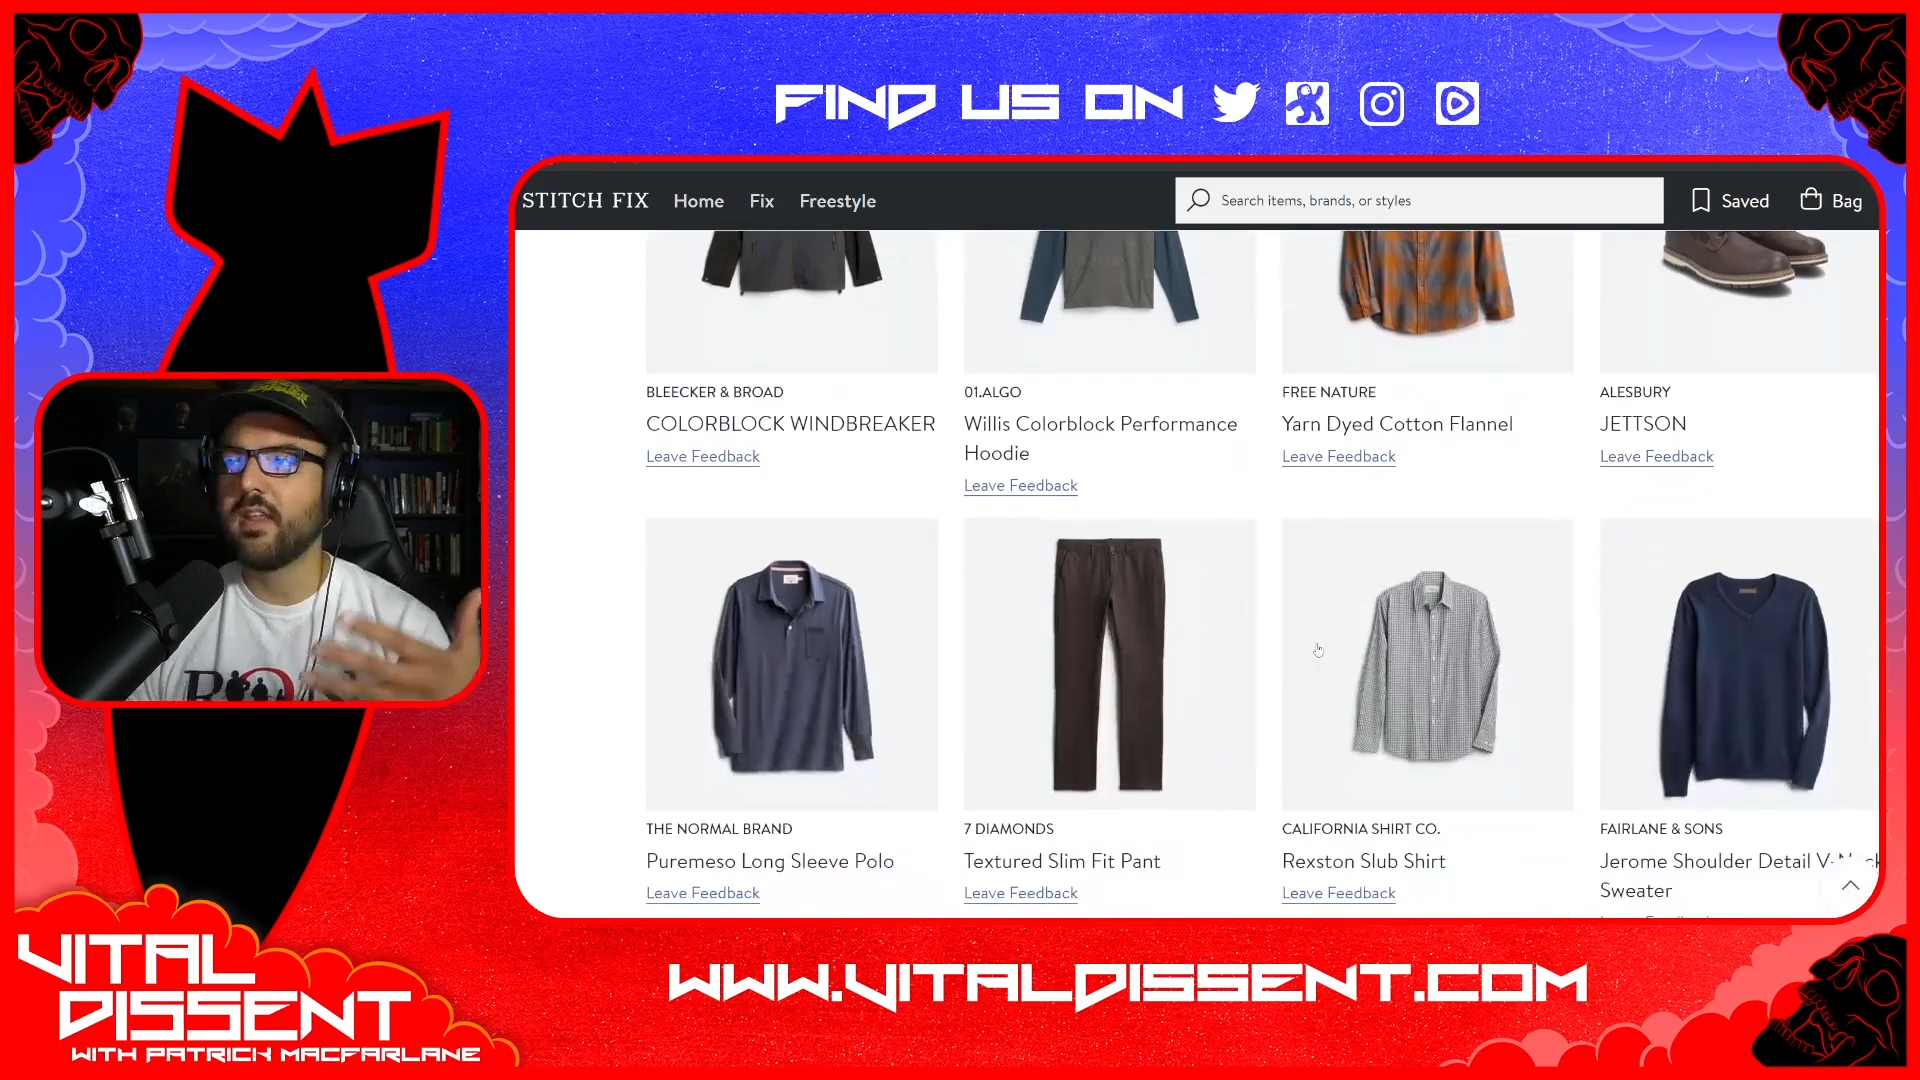 FIND US ON
STITCH FIX Home Fix Freestyle Search items, brands, or styles Saved Bag
BLEECKER & BROAD
COLORBLOCK WINDBREAKER
Leave Feedback
01.ALGO
Willis Colorblock Performance
Hoodie
Leave Feedback
FREE NATURE
Yarn Dyed Cotton Flannel
Leave Feedback
ALESBURY
JETTSON
Leave Feedback
THE NORMAL BRAND
Puremeso Long Sleeve Polo
Leave Feedback
7 DIAMONDS
Textured Slim Fit Pant
Leave Feedback
CALIFORNIA SHIRT CO.
Rexston Slub Shirt
Leave Feedback
FAIRLANE & SONS
Jerome Shoulder Detail
Sweater
VITAL
DISSENT
WITH PATRICK MACFARLANE
WWW.VITALDISSENT.COM